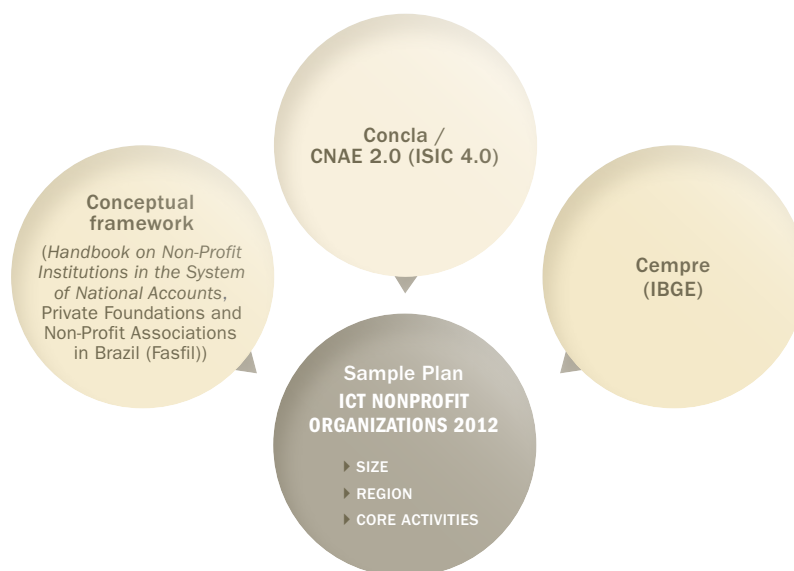 Concla /
CNAE 2.0 (ISIC 4.0)
Conceptual
framework
(Handbook on Non-Profit
Institutions in the System
of National Accounts,
Private Foundations and
Non-Profit Associations
in Brazil (Fasfil))
Cempre
(IBGE)
Sample Plan
ICT NONPROFIT
ORGANIZATIONS 2012
SIZE
REGION
CORE ACTIVITIES